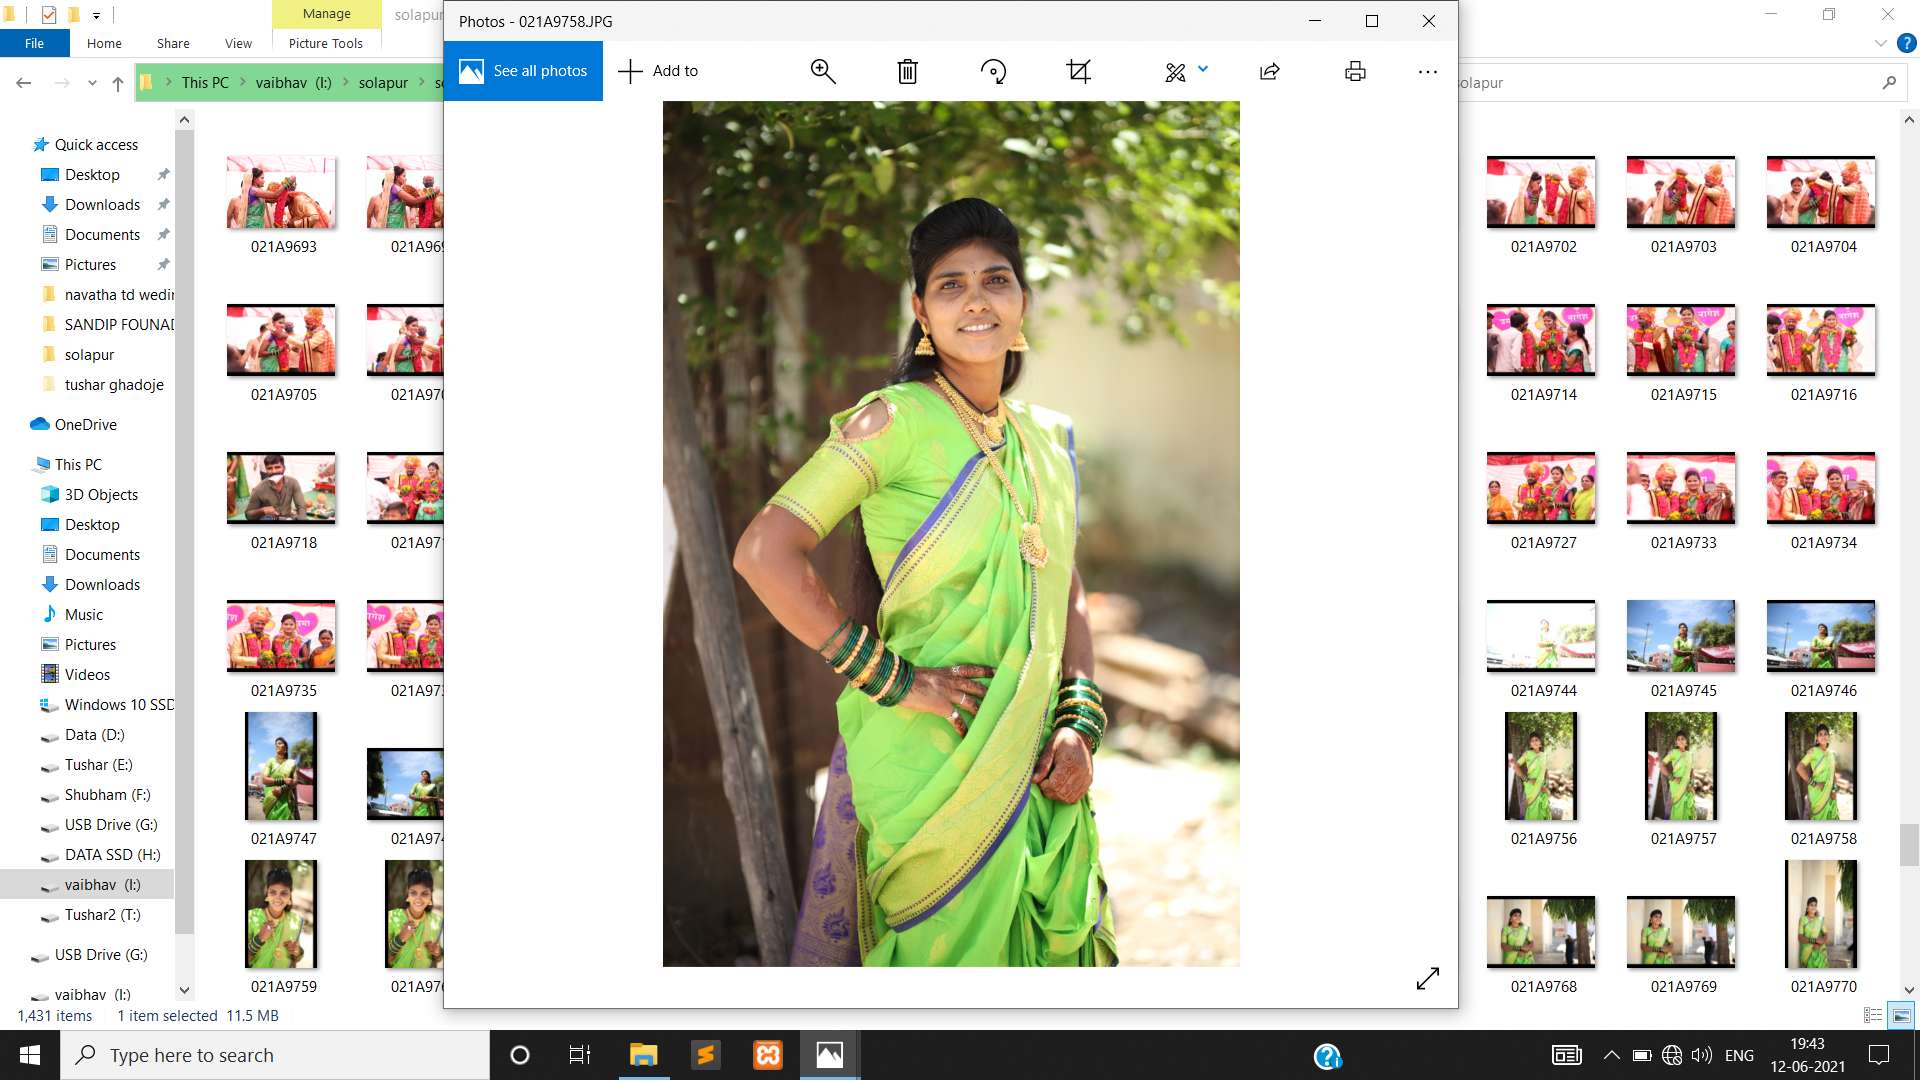 Manage
solapur
File
Home
Share
View
Picture Tools
This PC
vaibhav (I:)
solapur
Photos - 021A9758.JPG
See all photos
Add to
solapur
Quick access
Desktop
Downloads
Documents
Pictures
navatha td wedin
SANDIP FOUNAD
solapur
tushar ghadoje
OneDrive
This PC
3D Objects
Desktop
Documents
Downloads
Music
Pictures
Videos
Windows 10 SSD
Data (D:)
Tushar (E:)
Shubham (F:)
USB Drive (G:)
DATA SSD (H:)
vaibhav (I:)
Tushar2 (T:)
USB Drive (G:)
vaibhav (I:)
021A9693
021A969
021A9702
021A9703
021A9704
021A9705
021A970
021A9714
021A9715
021A9716
021A9718
021A971
021A9727
021A9733
021A9734
021A9735
021A973
021A9744
021A9745
021A9746
021A9747
021A974
021A9756
021A9757
021A9758
021A9759
021A976
021A9768
021A9769
021A9770
1,431 items
1 item selected 11.5 MB
Type here to search
ENG
19:43
12-06-2021